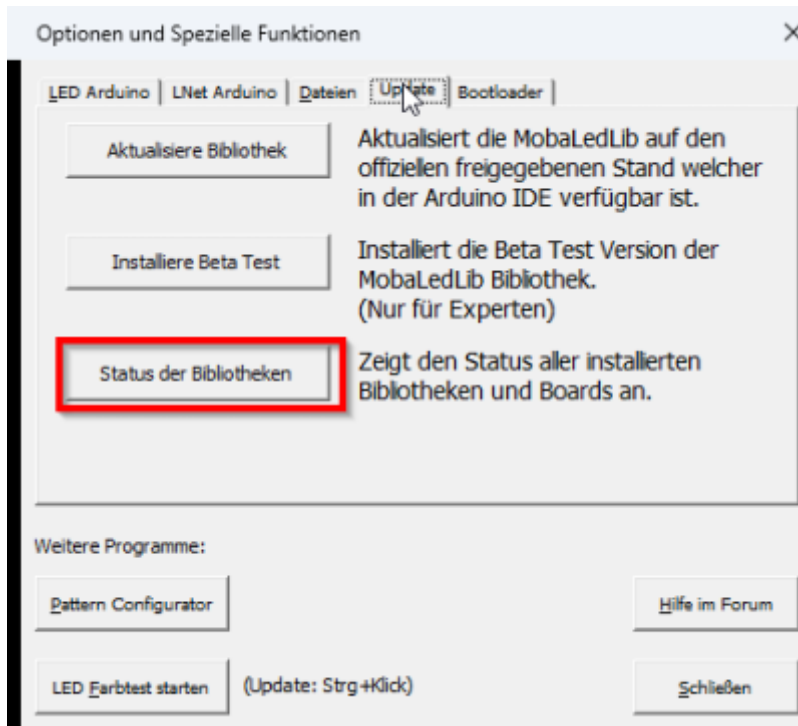 Optionen und Spezielle Funktionen
LED Arduino | LNet Arduino | Dateien | Update | Bootloader |
Aktualisiere Bibliothek
Aktualisiert die MobaLedLib auf den
offiziellen freigegebenen Stand welcher
in der Arduino IDE verfügbar ist.
Installiere Beta Test
Installiert die Beta Test Version der
MobaLedLib Bibliothek.
(Nur für Experten)
Status der Bibliotheken
Zeigt den Status aller installierten
Bibliotheken und Boards an.
Weitere Programme:
Pattern Configurator
Hilfe im Forum
LED Farbtest starten
(Update: Strg+Klick)
Schließen